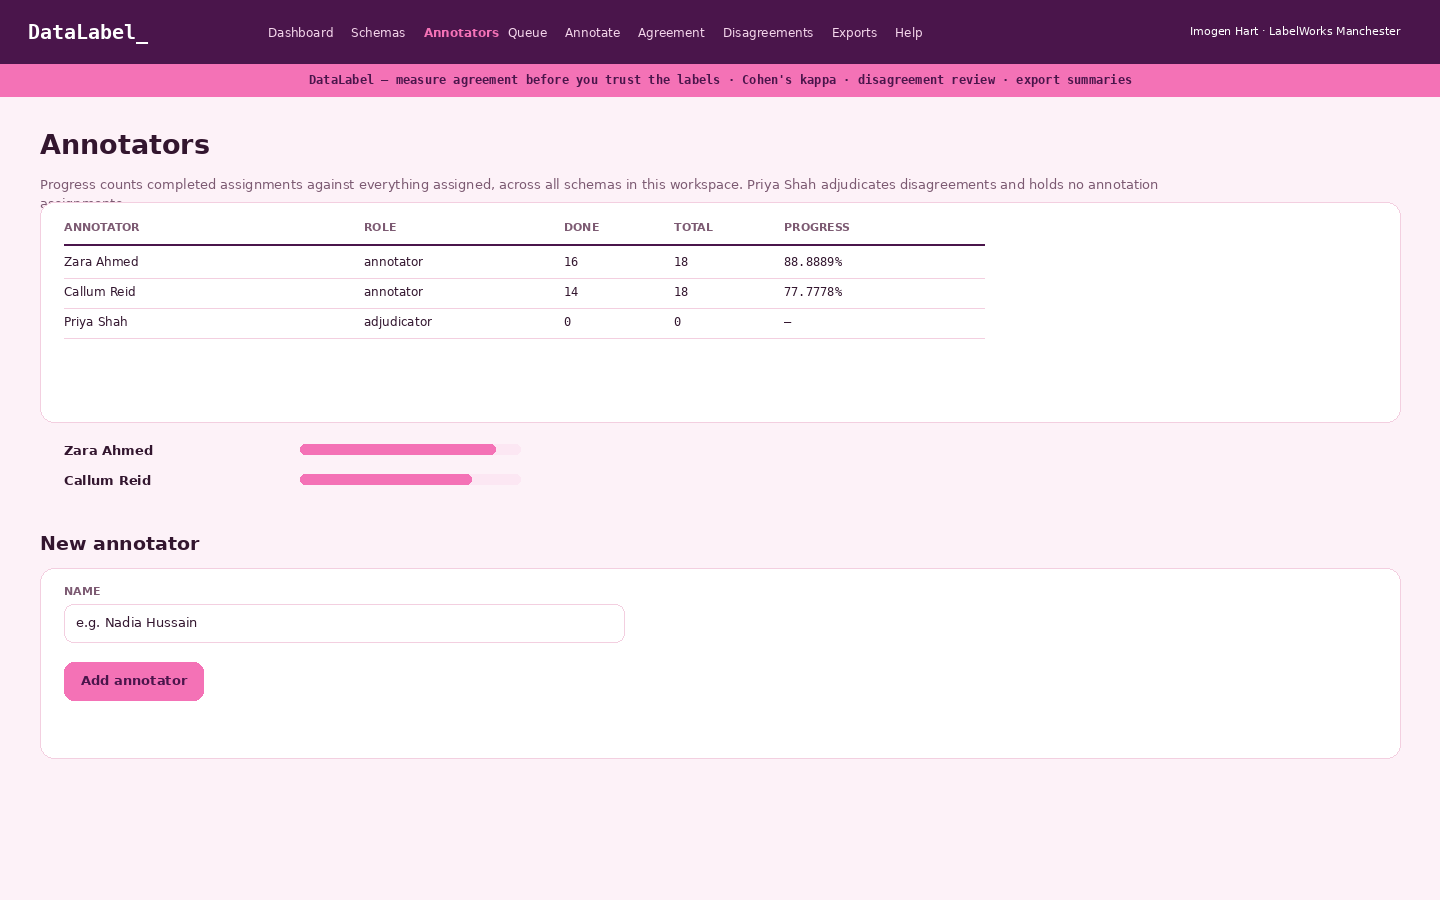 DataLabel_
Dashboard Schemas Annotators Queue Annotate Agreement Disagreements Exports Help
Imogen Hart · LabelWorks Manchester
DataLabel — measure agreement before you trust the labels · Cohen's kappa · disagreement review · export summaries
Annotators
Progress counts completed assignments against everything assigned, across all schemas in this workspace. Priya Shah adjudicates disagreements and holds no annotation
assignments.
ANNOTATOR ROLE DONE TOTAL PROGRESS
Zara Ahmed annotator 16 18 88.8889%
Callum Reid annotator 14 18 77.7778%
Priya Shah adjudicator 0 0 —
Zara Ahmed
Callum Reid
New annotator
NAME
e.g. Nadia Hussain
Add annotator